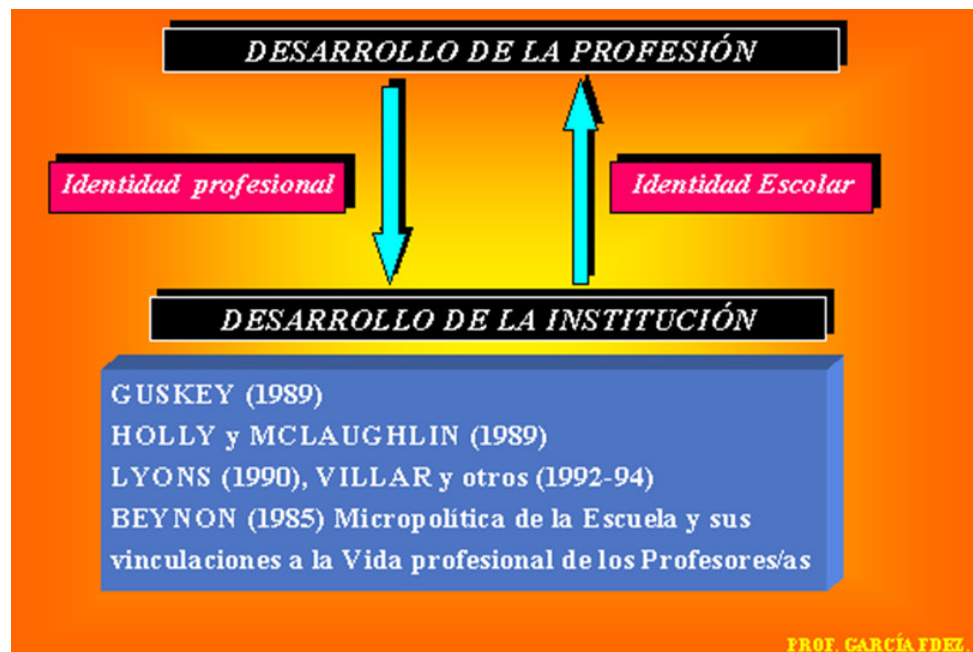 DESARROLLO DE LA PROFESIÓN
Identidad profesional
Identidad Escolar
DESARROLLO DE LA INSTITUCIÓN
GUSKEY (1989)
HOLLY y MCLAUGHLIN (1989)
LYONS (1990), VILLAR y otros (1992-94)
BEYNON (1985) Micropolítica de la Escuela y sus
vinculaciones a la Vida profesional de los Profesores/as
PROF. GARCÍA FDEZ.